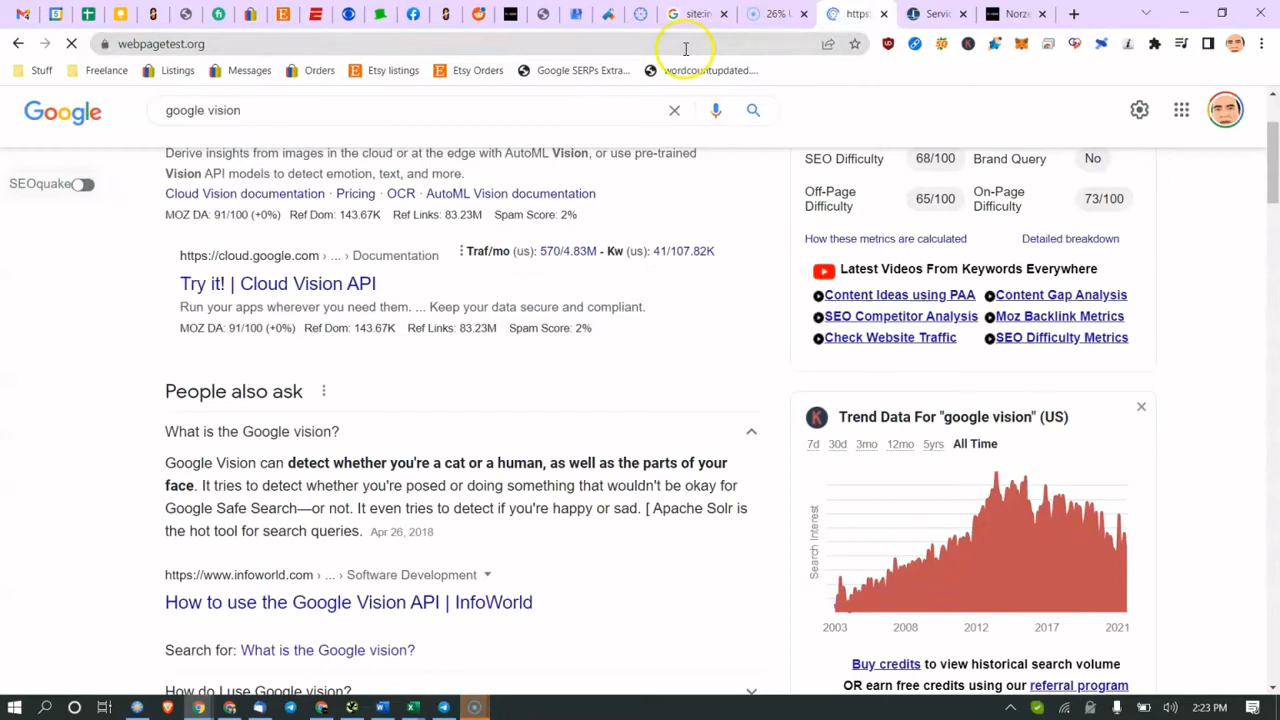 site:in
26%
https:
Servic
Norze
webpagetest.org
Stuff
Freelance
Listings
Messages
Orders
Etsy listings
Etsy Orders
Google SERPs Extra...
wordcountupdated....
Google
google vision
SEOquake
Derive insights from images in the cloud or at the edge with AutoML Vision, or use pre-trained
Vision API models to detect emotion, text, and more.
Cloud Vision documentation · Pricing · OCR · AutoML Vision documentation
MOZ DA: 91/100 (+0%) Ref Dom: 143.67K Ref Links: 83.23M Spam Score: 2%
https://cloud.google.com › ... › Documentation
Traf/mo (us): 570/4.83M - Kw (us): 41/107.82K
Try it! | Cloud Vision API
Run your apps wherever you need them. ... Keep your data secure and compliant.
MOZ DA: 91/100 (+0%) Ref Dom: 143.67K Ref Links: 83.23M Spam Score: 2%
People also ask
What is the Google vision?
Google Vision can detect whether you're a cat or a human, as well as the parts of your
face. It tries to detect whether you're posed or doing something that wouldn't be okay for
Google Safe Search—or not. It even tries to detect if you're happy or sad. [ Apache Solr is
the hot tool for search queries. Apr 26, 2018
https://www.infoworld.com › ... › Software Development
How to use the Google Vision API | InfoWorld
Search for: What is the Google vision?
How do I use Google vision?
SEO Difficulty 68/100 Brand Query No
Off-Page
Difficulty
65/100
On-Page
Difficulty
73/100
How these metrics are calculated
Detailed breakdown
Latest Videos From Keywords Everywhere
Content Ideas using PAA
Content Gap Analysis
SEO Competitor Analysis
Moz Backlink Metrics
Check Website Traffic
SEO Difficulty Metrics
Trend Data For "google vision" (US)
7d 30d 3mo 12mo 5yrs All Time
Search Interest
2003 2008 2012 2017 2021
Buy credits to view historical search volume
OR earn free credits using our referral program
2:23 PM